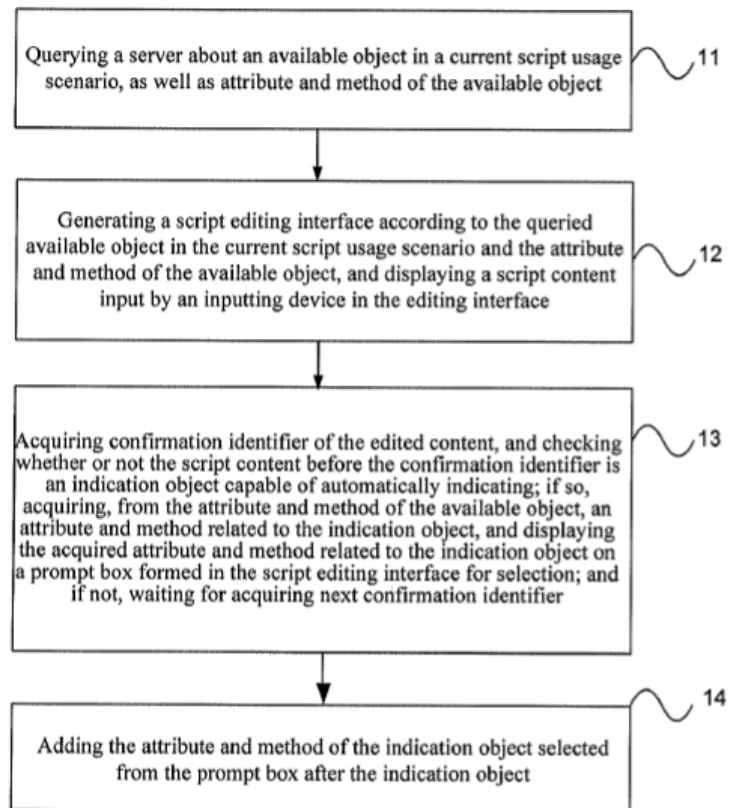 Querying a server about an available object in a current script usage
scenario, as well as attribute and method of the available object
11
Generating a script editing interface according to the queried
available object in the current script usage scenario and the attribute
and method of the available object, and displaying a script content
input by an inputting device in the editing interface
12
Acquiring confirmation identifier of the edited content, and checking
whether or not the script content before the confirmation identifier is
an indication object capable of automatically indicating; if so,
acquiring, from the attribute and method of the available object, an
attribute and method related to the indication object, and displaying
the acquired attribute and method related to the indication object on
a prompt box formed in the script editing interface for selection; and
if not, waiting for acquiring next confirmation identifier
13
Adding the attribute and method of the indication object selected
from the prompt box after the indication object
14